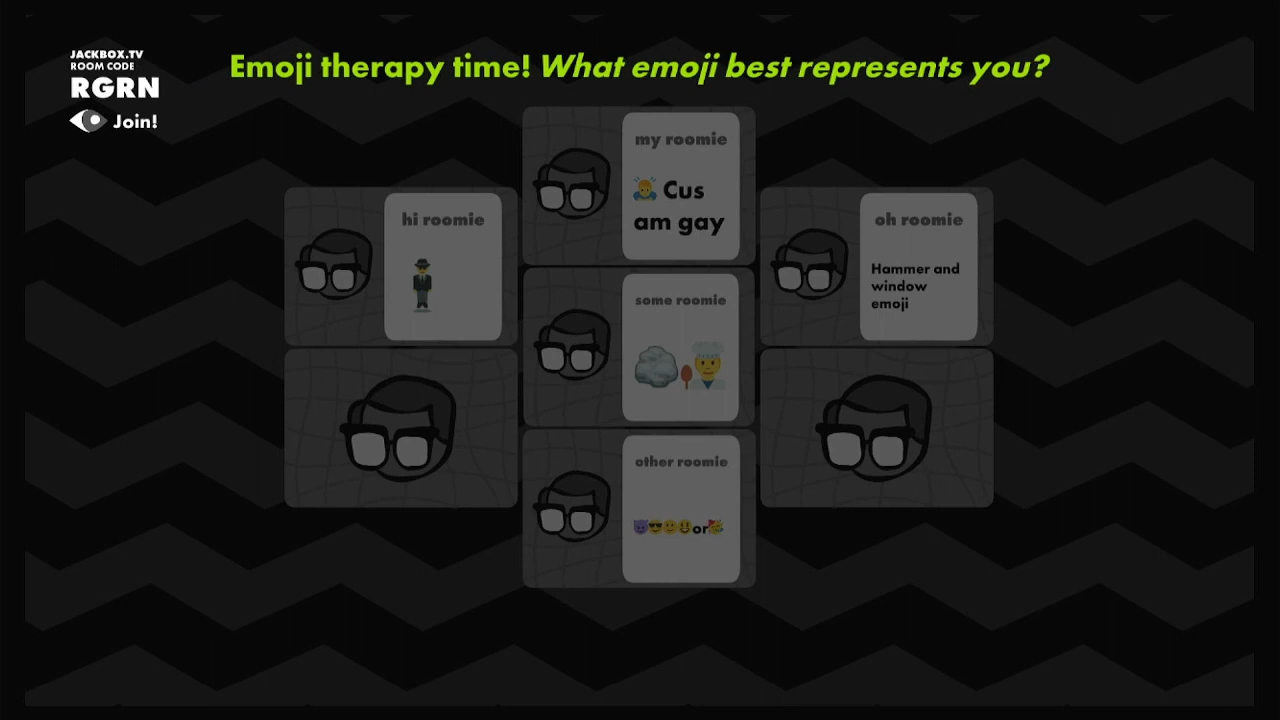 JACKBOX.TV
ROOM CODE
RGRN
Join!
Emoji therapy time! What emoji best represents you?
my roomie
Cus
am gay
hi roomie
oh roomie
Hammer and
window
emoji
some roomie
other roomie
or